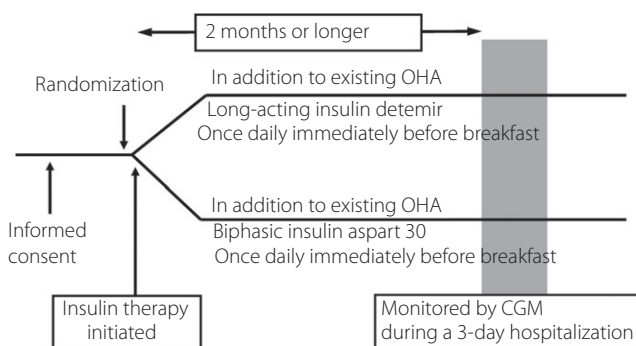 2 months or longer
Randomization
In addition to existing OHA
Long-acting insulin detemir
Once daily immediately before breakfast
Informed
consent
In addition to existing OHA
Biphasic insulin aspart 30
Once daily immediately before breakfast
Insulin therapy
initiated
Monitored by CGM
during a 3-day hospitalization